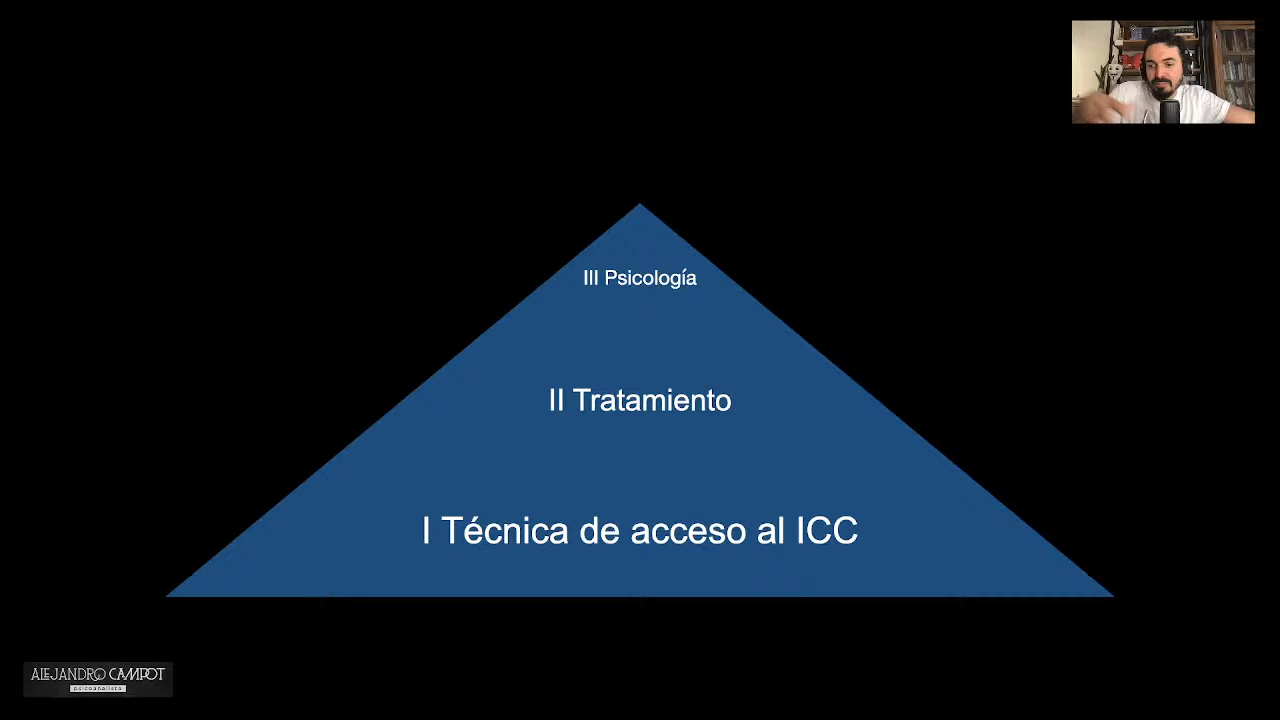 III Psicología
II Tratamiento
I Técnica de acceso al ICC
ALEJANDRO CAMPOT
psicoanalista